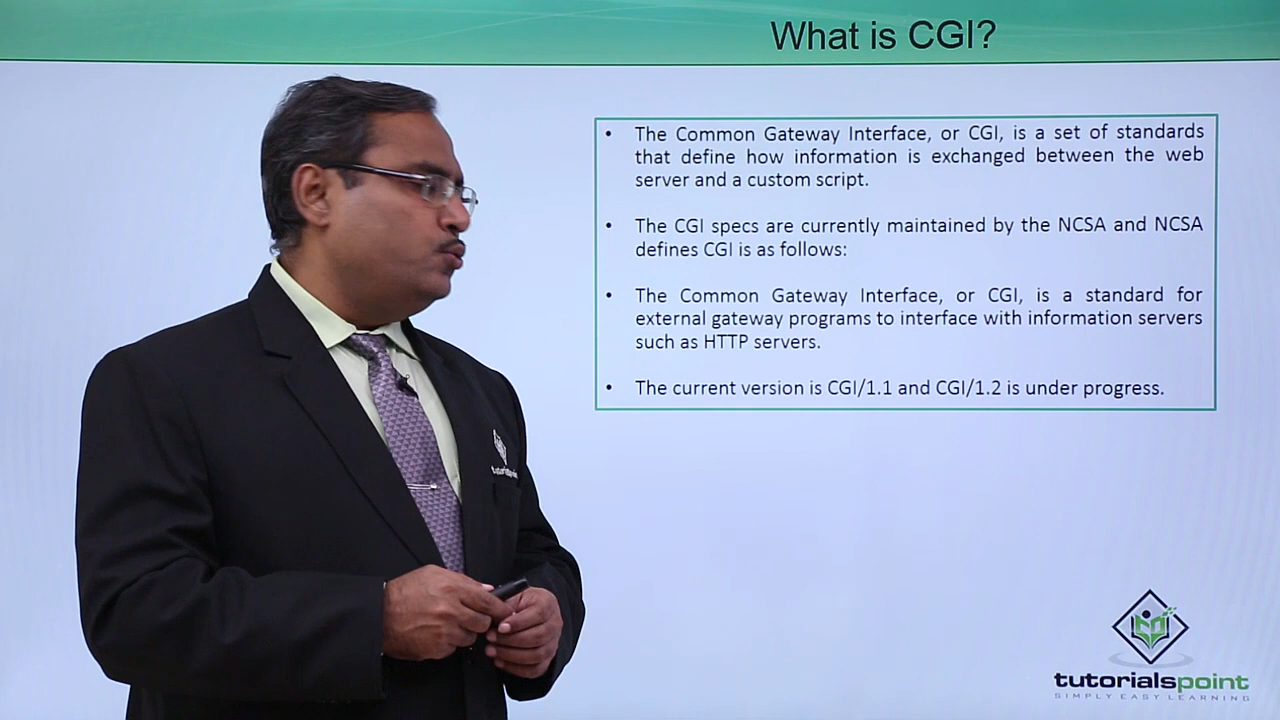 What is CGI?
• The Common Gateway Interface, or CGI, is a set of standards
that define how information is exchanged between the web
server and a custom script.
• The CGI specs are currently maintained by the NCSA and NCSA
defines CGI is as follows:
• The Common Gateway Interface, or CGI, is a standard for
external gateway programs to interface with information servers
such as HTTP servers.
• The current version is CGI/1.1 and CGI/1.2 is under progress.
tutorialspoint
tutorialspoint
SIMPLY EASY LEARNING